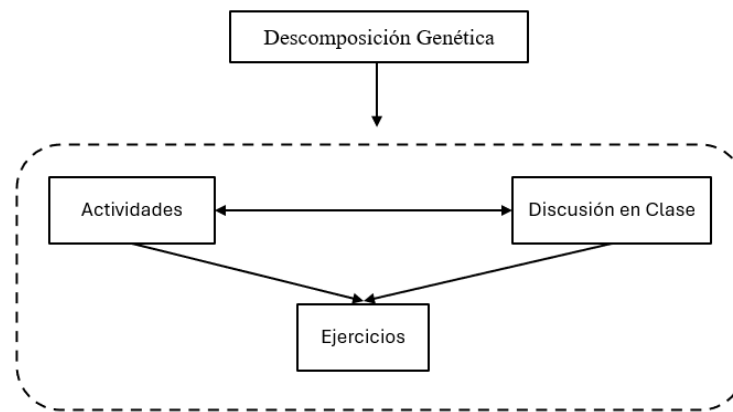 Descomposición Genética
Actividades
Discusión en Clase
Ejercicios